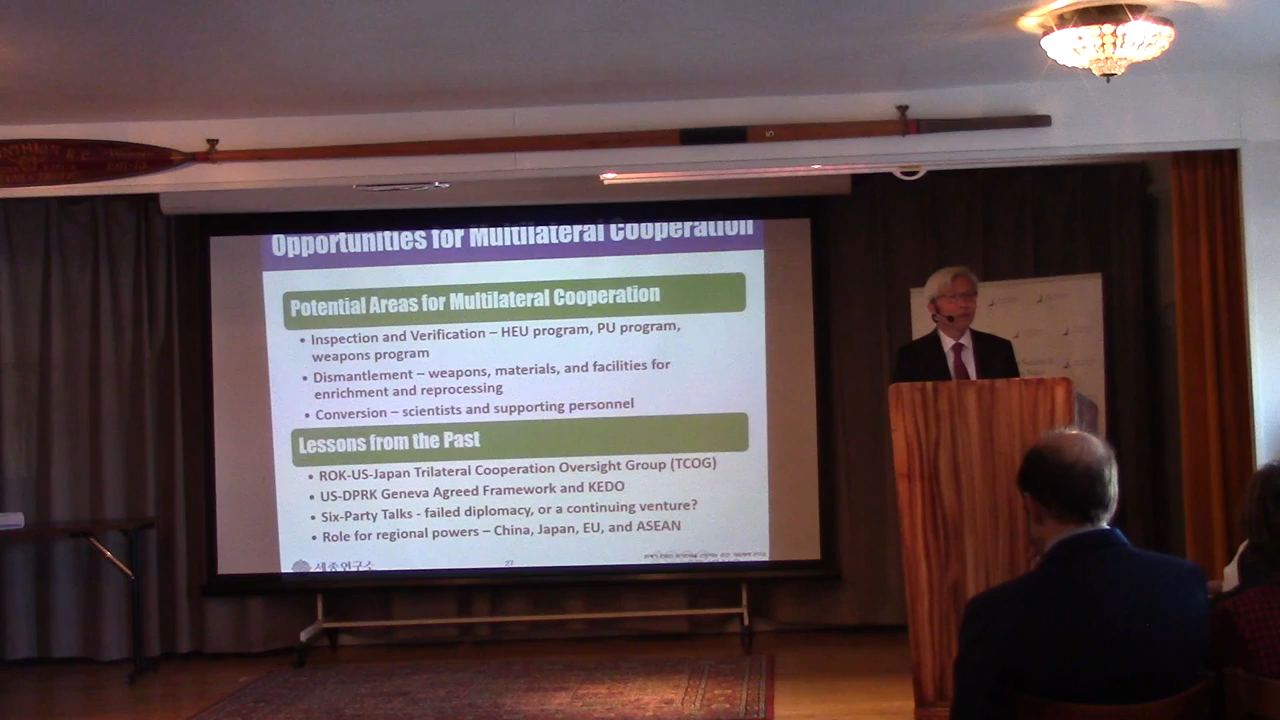 Opportunities for Multilateral Cooperation
Potential Areas for Multilateral Cooperation
• Inspection and Verification – HEU program, PU program,
weapons program
• Dismantlement – weapons, materials, and facilities for
enrichment and reprocessing
• Conversion – scientists and supporting personnel
Lessons from the Past
• ROK-US-Japan Trilateral Cooperation Oversight Group (TCOG)
• US-DPRK Geneva Agreed Framework and KEDO
• Six-Party Talks - failed diplomacy, or a continuing venture?
• Role for regional powers – China, Japan, EU, and ASEAN
세종연구소
27
5